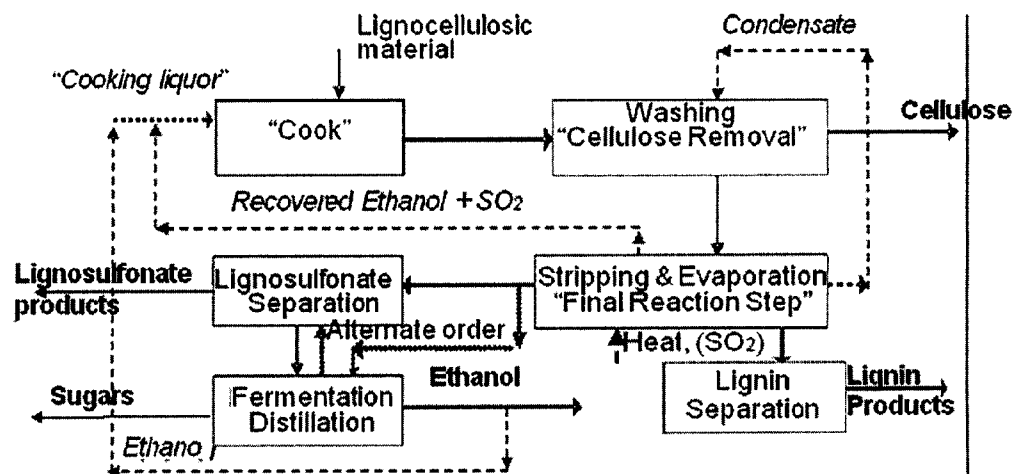 Lignocellulosic
material
Condensate
"Cooking liquor"
"Cook"
Washing
"Cellulose Removal"
Cellulose
Recovered Ethanol + SO₂
Lignosulfonate
products
Lignosulfonate
Separation
Stripping & Evaporation
"Final Reaction Step"
Alternate order
Heat, (SO₂)
Ethanol
Lignin
Separation
Lignin
Products
Sugars
Fermentation
Distillation
Ethano